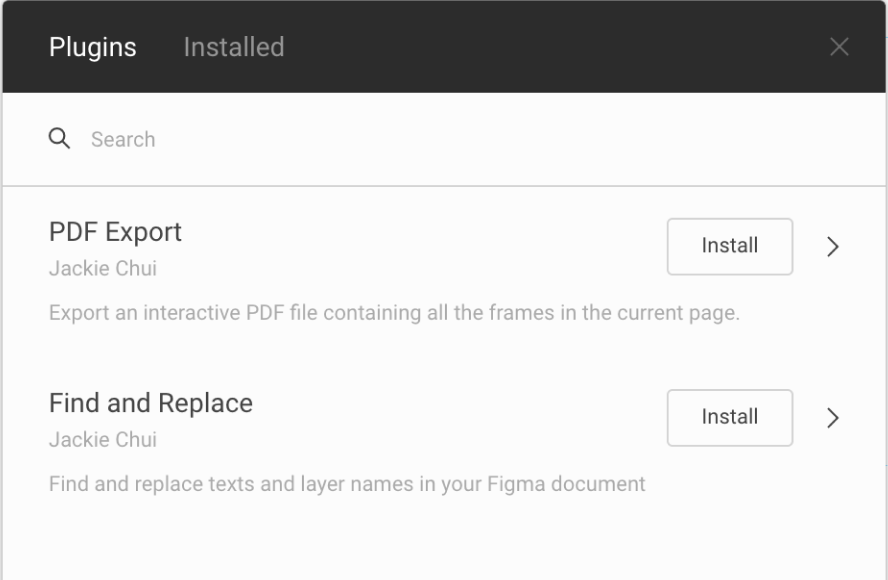 Plugins Installed
Search
PDF Export
Install
Jackie Chui
Export an interactive PDF file containing all the frames in the current page.
Find and Replace
Install
Jackie Chui
Find and replace texts and layer names in your Figma document